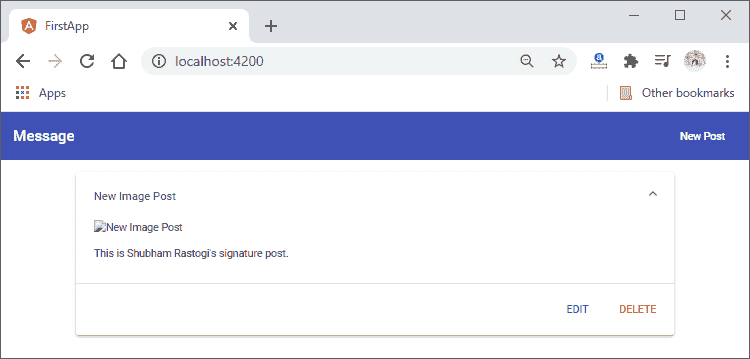 FirstApp
localhost:4200
Apps
Other bookmarks
Message
New Post
New Image Post
New Image Post
This is Shubham Rastogi's signature post.
EDIT
DELETE